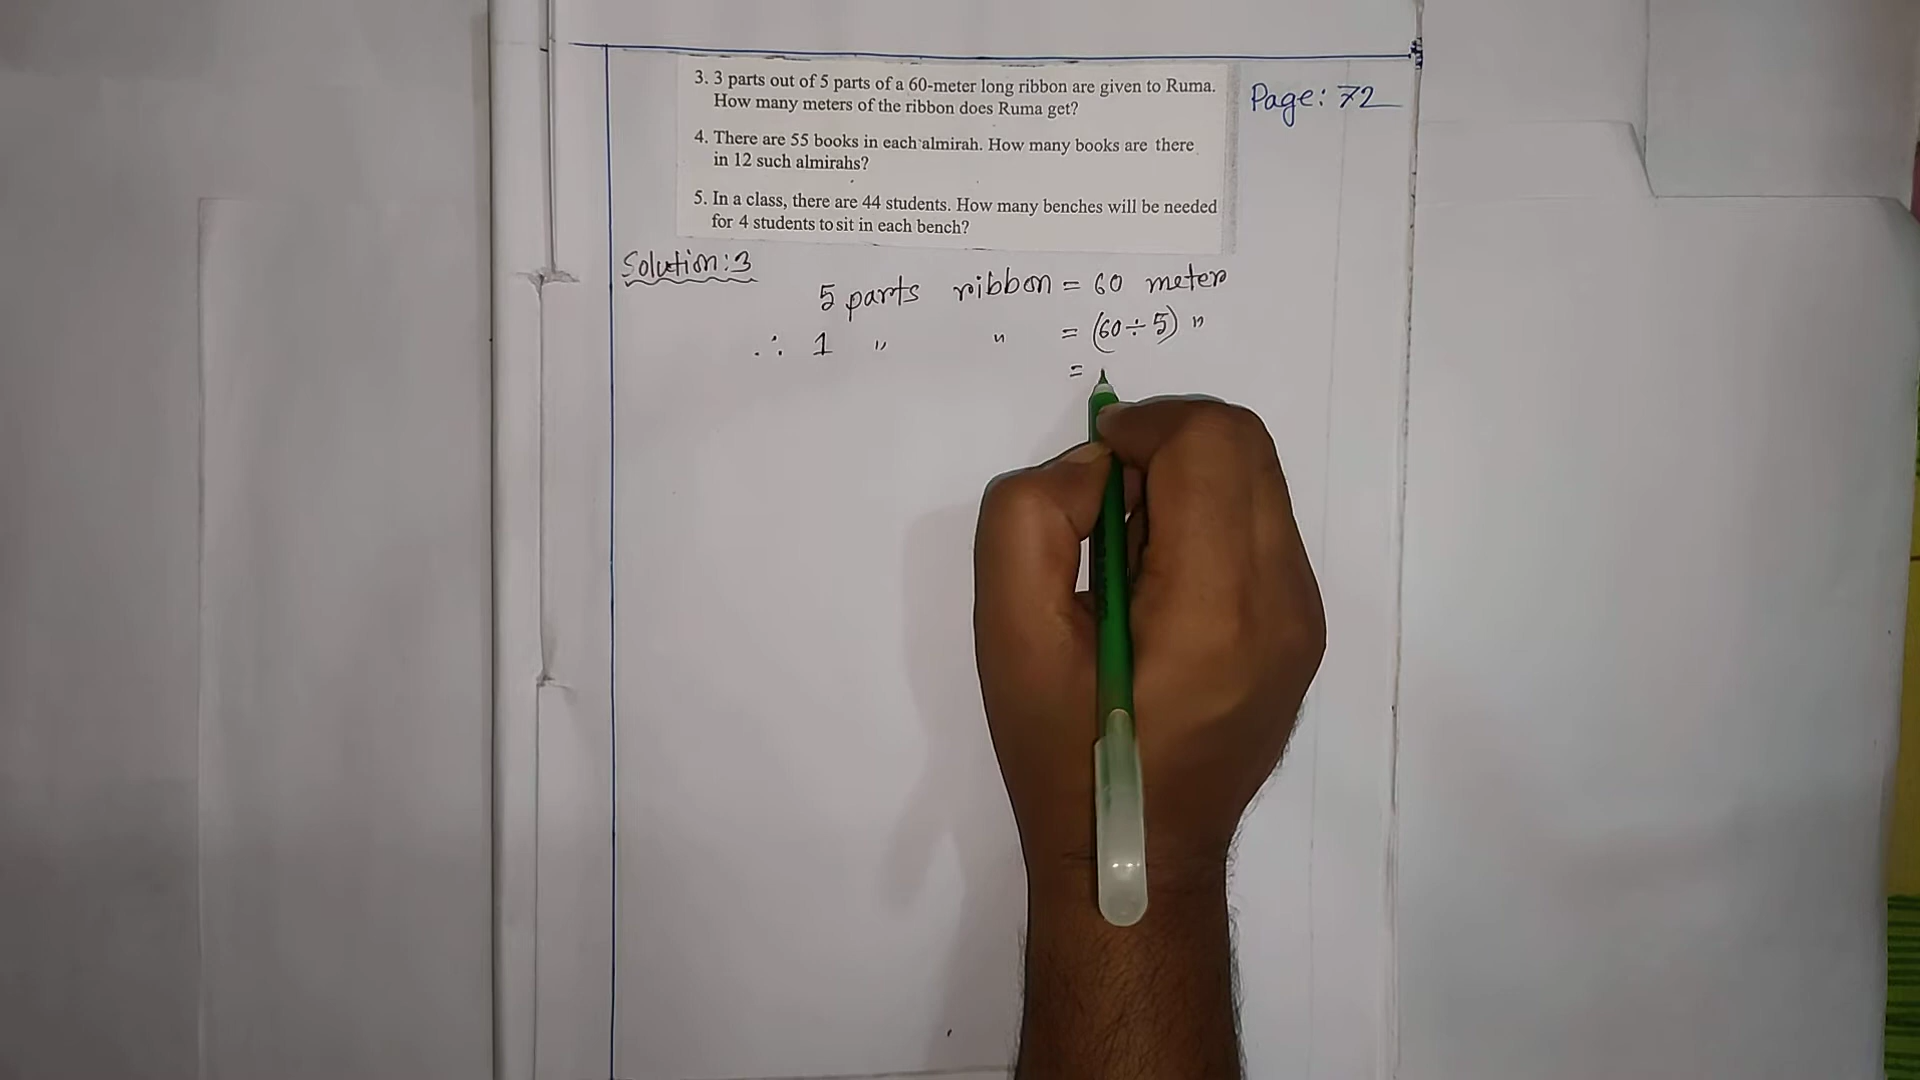 3. 3 parts out of 5 parts of a 60-meter long ribbon are given to Ruma.
How many meters of the ribbon does Ruma get?
Page: 72
4. There are 55 books in each almirah. How many books are there
in 12 such almirahs?
5. In a class, there are 44 students. How many benches will be needed
for 4 students to sit in each bench?
Solution: 3
5 parts ribbon = 60 meter
∴ 1 " " = (60÷5) "
=